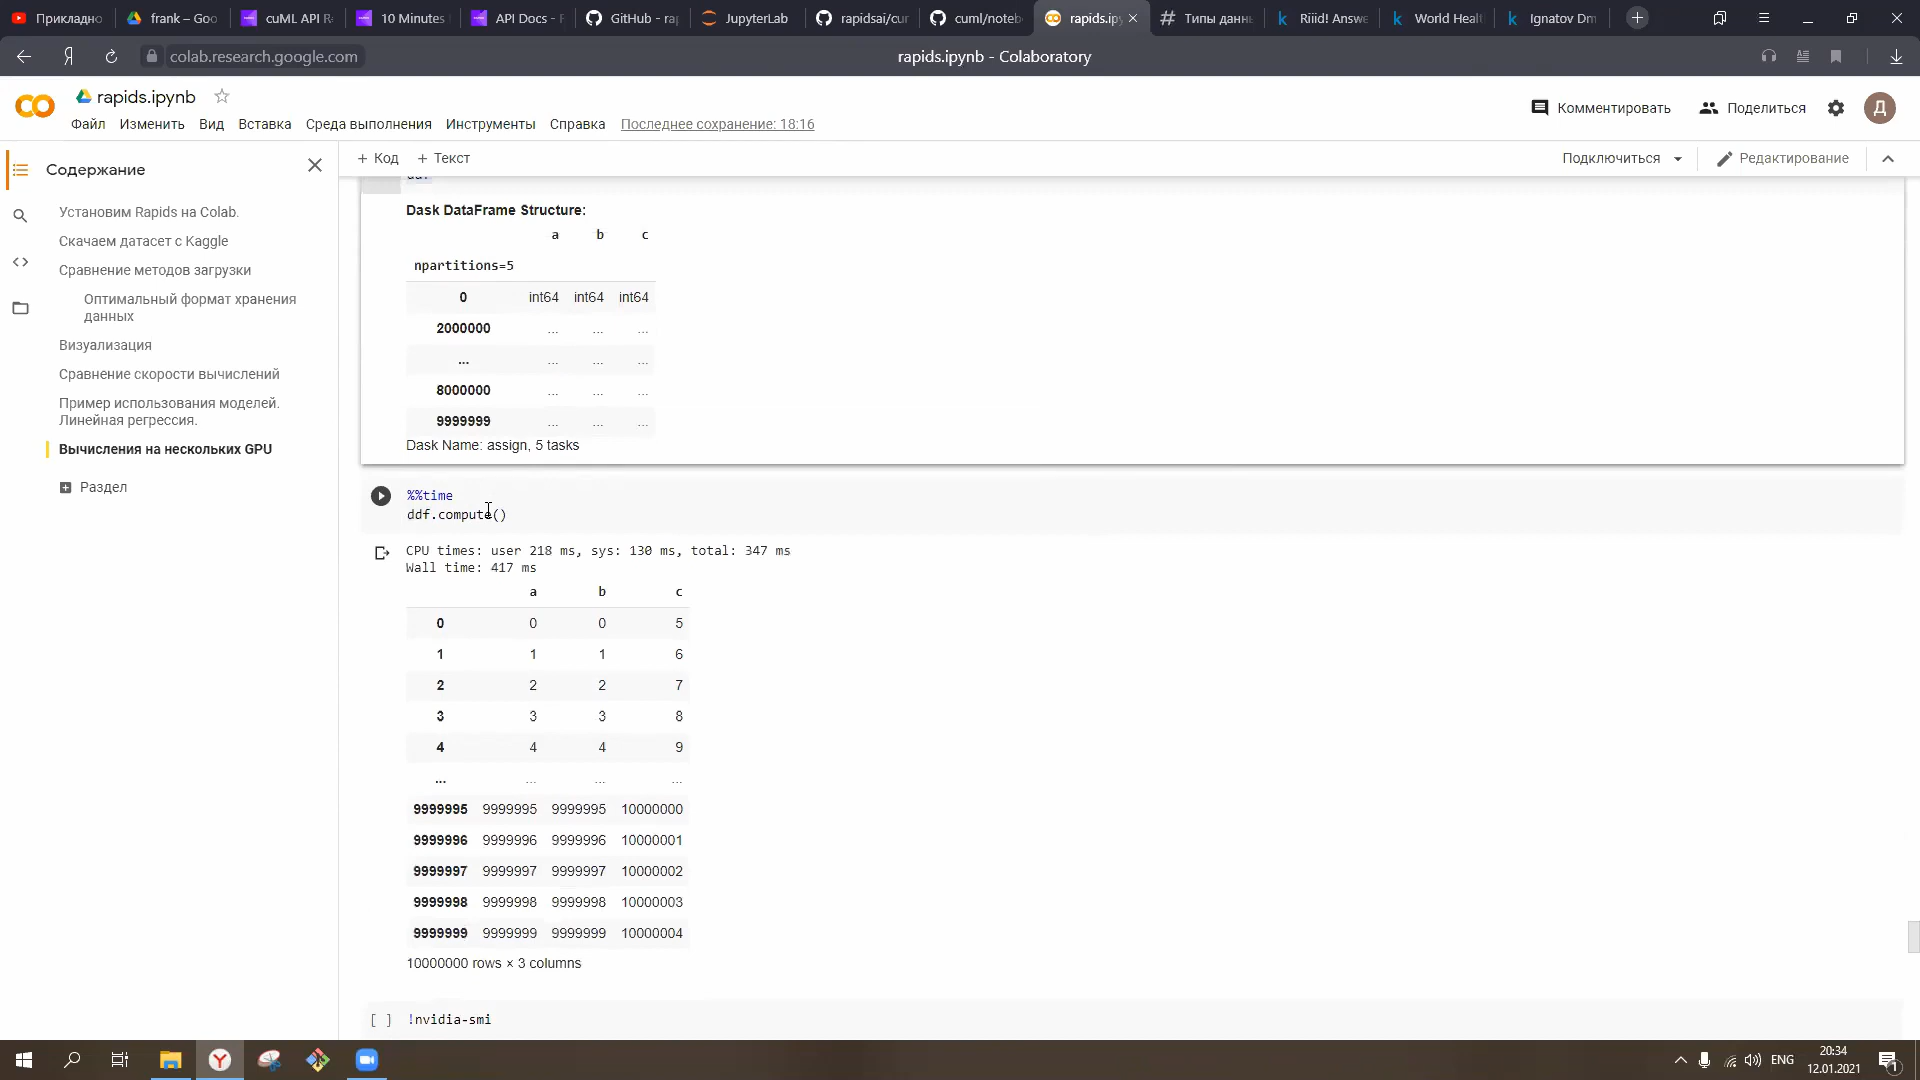 Прикладно
frank – Goo
cuML API R
10 Minutes
API Docs - F
GitHub - rap
JupyterLab
rapidsai/cur
cuml/noteb
rapids.ipy
Типы данн
Riiid! Answe
World Healt
Ignatov Dm
colab.research.google.com
rapids.ipynb - Colaboratory
rapids.ipynb
Комментировать
Поделиться
Д
Файл Изменить Вид Вставка Среда выполнения Инструменты Справка Последнее сохранение: 18:16
Содержание
+ Код + Текст
Подключиться
Редактирование
Установим Rapids на Colab.
Скачаем датасет с Kaggle
Сравнение методов загрузки
Оптимальный формат хранения
данных
Визуализация
Сравнение скорости вычислений
Пример использования моделей.
Линейная регрессия.
Вычисления на нескольких GPU
Раздел
ddf
Dask DataFrame Structure:
a b c
npartitions=5
0 int64 int64 int64
2000000 ... ... ...
... ... ... ...
8000000 ... ... ...
9999999 ... ... ...
Dask Name: assign, 5 tasks
%%time
ddf.compute()
CPU times: user 218 ms, sys: 130 ms, total: 347 ms
Wall time: 417 ms
a b c
0 0 0 5
1 1 1 6
2 2 2 7
3 3 3 8
4 4 4 9
... ... ... ...
9999995 9999995 9999995 10000000
9999996 9999996 9999996 10000001
9999997 9999997 9999997 10000002
9999998 9999998 9999998 10000003
9999999 9999999 9999999 10000004
10000000 rows × 3 columns
[ ] !nvidia-smi
ENG
20:34
12.01.2021
1